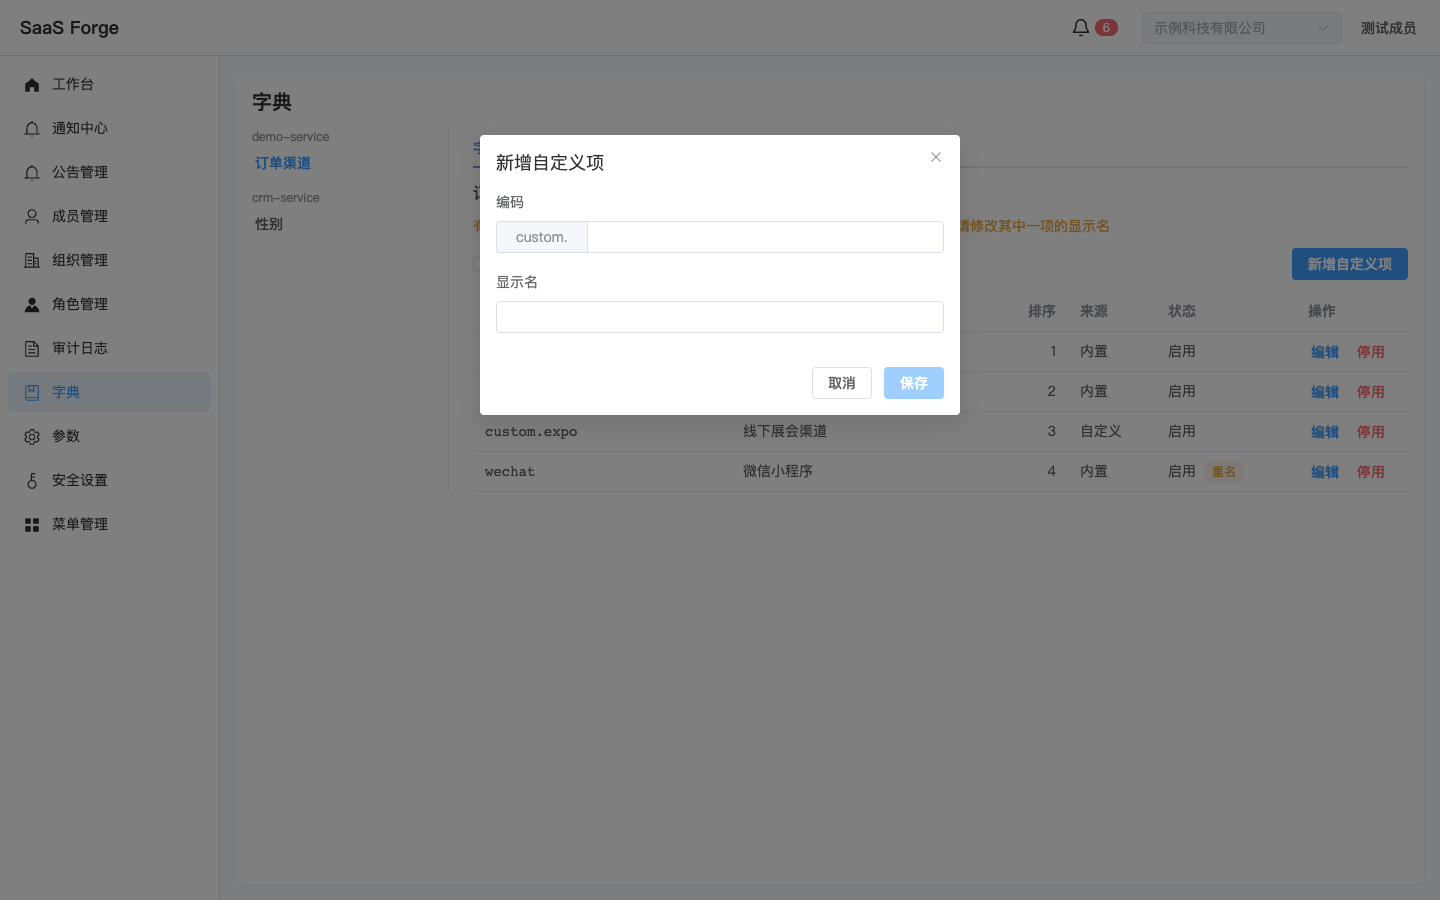 SaaS Forge
6
示例科技有限公司
测试成员
工作台
通知中心
公告管理
成员管理
组织管理
角色管理
审计日志
字典
参数
安全设置
菜单管理
字典
demo-service
订单渠道
crm-service
性别
新增自定义项
编码
custom.
显示名
取消
保存
请修改其中一项的显示名
新增自定义项
排序 来源 状态 操作
1 内置 启用 编辑 停用
2 内置 启用 编辑 停用
custom.expo 线下展会渠道 3 自定义 启用 编辑 停用
wechat 微信小程序 4 内置 启用 重名 编辑 停用